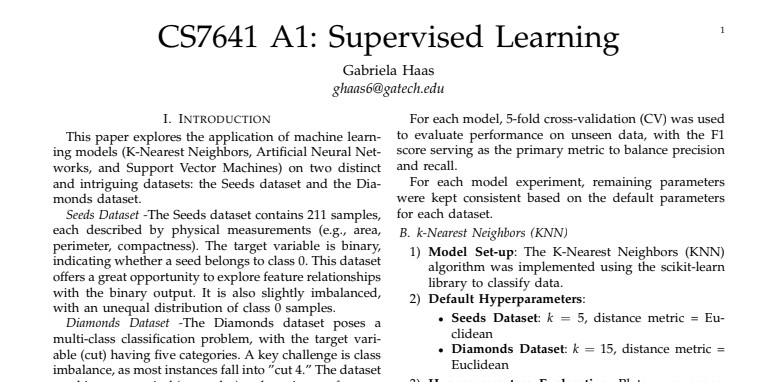 CS7641 A1: Supervised Learning
1
Gabriela Haas
ghaas6@gatech.edu
I. Introduction
This paper explores the application of machine learn-
ing models (K-Nearest Neighbors, Artificial Neural Net-
works, and Support Vector Machines) on two distinct
and intriguing datasets: the Seeds dataset and the Dia-
monds dataset.
Seeds Dataset -The Seeds dataset contains 211 samples,
each described by physical measurements (e.g., area,
perimeter, compactness). The target variable is binary,
indicating whether a seed belongs to class 0. This dataset
offers a great opportunity to explore feature relationships
with the binary output. It is also slightly imbalanced,
with an unequal distribution of class 0 samples.
Diamonds Dataset -The Diamonds dataset poses a
multi-class classification problem, with the target vari-
able (cut) having five categories. A key challenge is class
imbalance, as most instances fall into "cut 4." The dataset
For each model, 5-fold cross-validation (CV) was used
to evaluate performance on unseen data, with the F1
score serving as the primary metric to balance precision
and recall.
For each model experiment, remaining parameters
were kept consistent based on the default parameters
for each dataset.
B. k-Nearest Neighbors (KNN)
1) Model Set-up: The K-Nearest Neighbors (KNN)
algorithm was implemented using the scikit-learn
library to classify data.
2) Default Hyperparameters:
• Seeds Dataset: k = 5, distance metric = Eu-
clidean
• Diamonds Dataset: k = 15, distance metric =
Euclidean